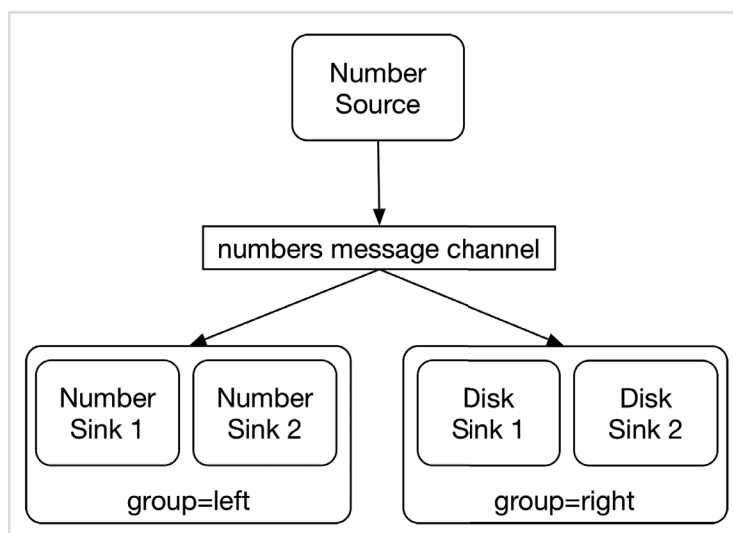 Number
Source
numbers message channel
Number
Sink 1
Number
Sink 2
group=left
Disk
Sink 1
Disk
Sink 2
group=right